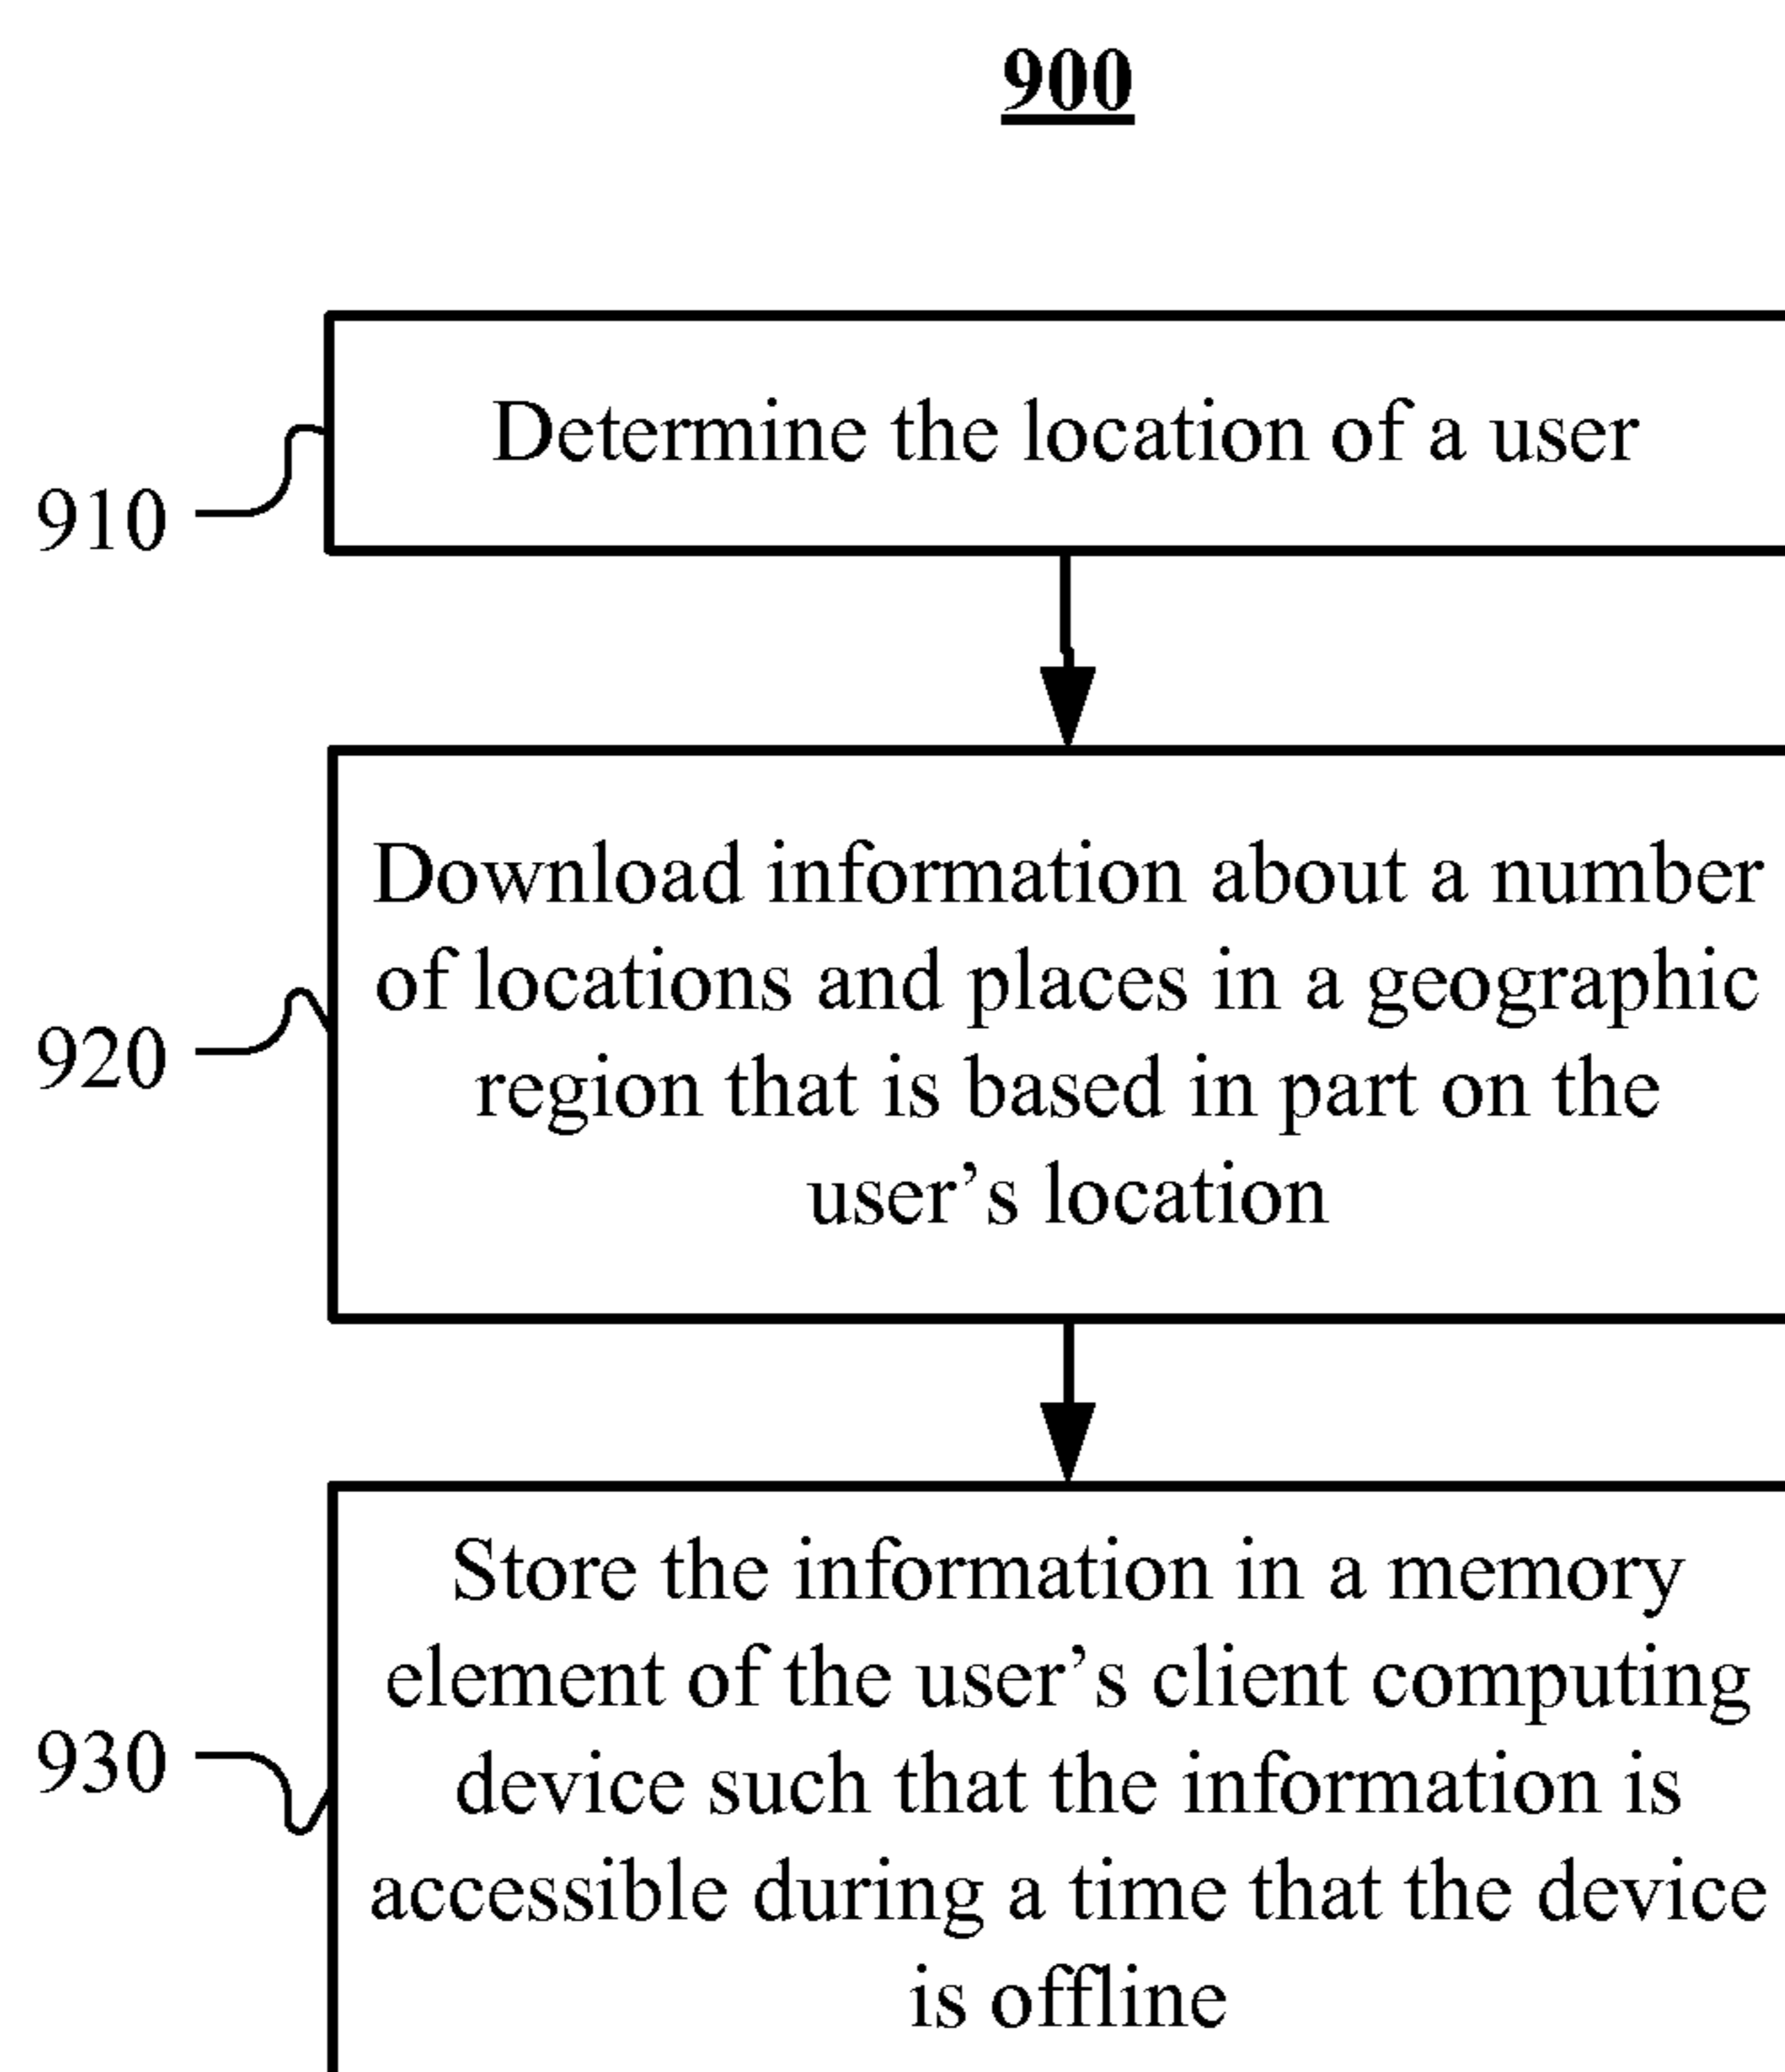 900
Determine the location of a user
910
Download information about a number
of locations and places in a geographic
region that is based in part on the
user’s location
920
Store the information in a memory
element of the user’s client computing
device such that the information is
accessible during a time that the device
is offline
930